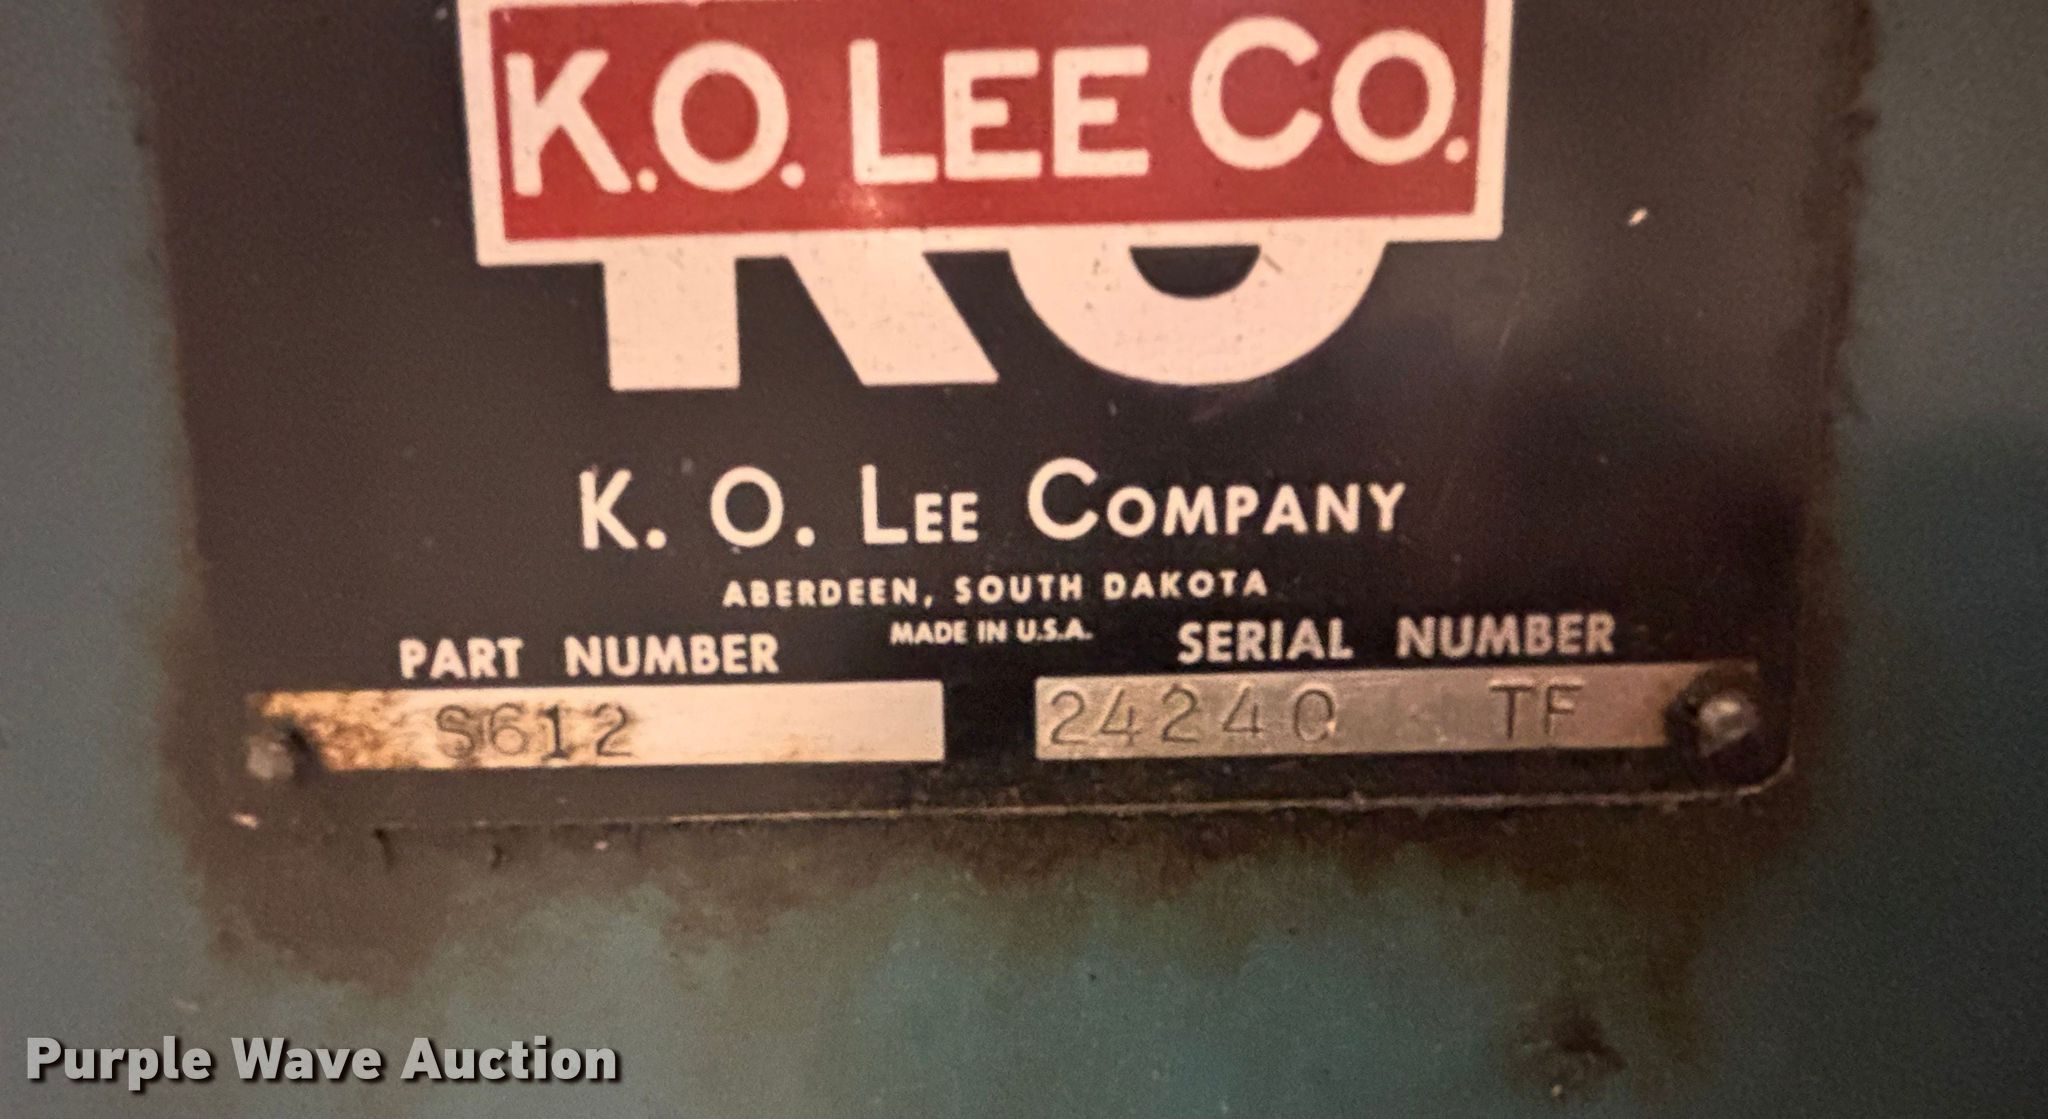 K.O. LEE CO.
KO
K. O. LEE COMPANY
ABERDEEN, SOUTH DAKOTA
MADE IN U.S.A.
PART NUMBER
SERIAL NUMBER
S612
24240 TF
Purple Wave Auction